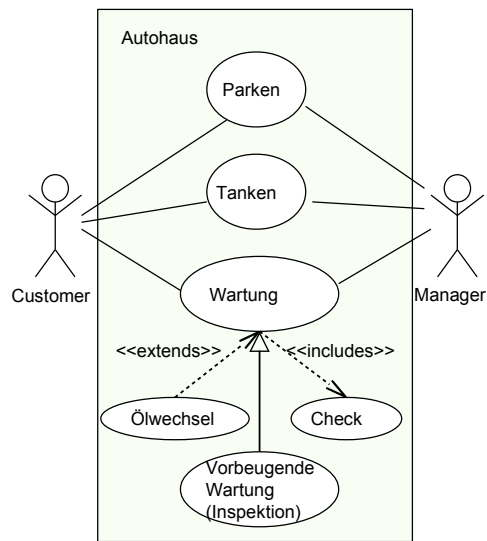 Autohaus
Parken
Tanken
Customer
Manager
Wartung
<<extends>>
<<includes>>
Ölwechsel
Check
Vorbeugende
Wartung
(Inspektion)